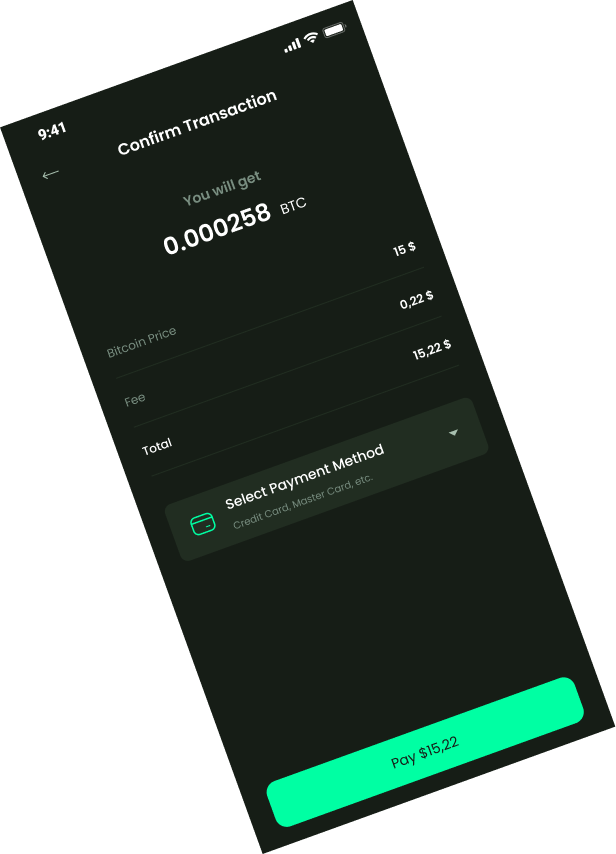 9:41
Confirm Transaction
You will get
0.000258 BTC
Bitcoin Price 15 $
Fee 0,22 $
Total 15,22 $
Select Payment Method
Credit Card, Master Card, etc.
Pay $15,22